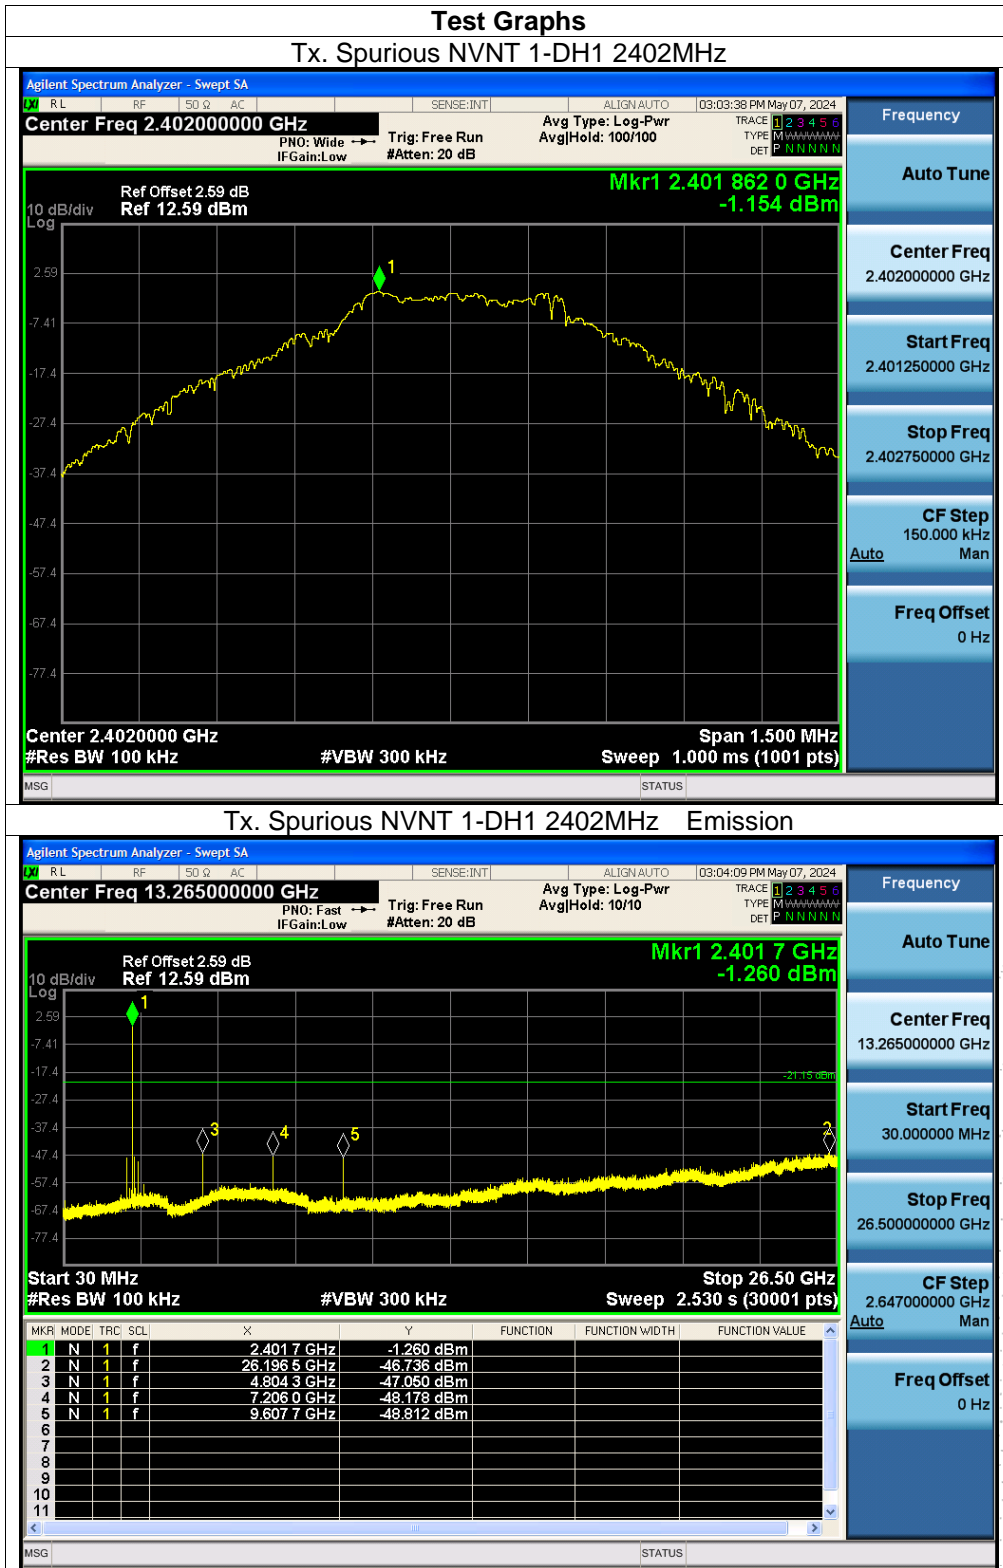 Test Graphs
Tx. Spurious NVNT 1-DH1 2402MHz
Agilent Spectrum Analyzer - Swept SA
LXI RL RF 50 Ω AC SENSE:INT ALIGN AUTO 03:03:38 PM May 07, 2024
Center Freq 2.402000000 GHz
PNO: Wide
IFGain:Low
Trig: Free Run
#Atten: 20 dB
Avg Type: Log-Pwr
Avg|Hold: 100/100
TRACE 1 2 3 4 5 6
TYPE M WWWWW
DET P N N N N N
Frequency
Auto Tune
Center Freq
2.402000000 GHz
Start Freq
2.401250000 GHz
Stop Freq
2.402750000 GHz
CF Step
150.000 kHz
Auto Man
Freq Offset
0 Hz
Mkr1 2.401 862 0 GHz
-1.154 dBm
Ref Offset 2.59 dB
10 dB/div Ref 12.59 dBm
Log
1
2.59
-7.41
-17.4
-27.4
-37.4
-47.4
-57.4
-67.4
-77.4
Center 2.4020000 GHz Span 1.500 MHz
#Res BW 100 kHz #VBW 300 kHz Sweep 1.000 ms (1001 pts)
MSG STATUS
Tx. Spurious NVNT 1-DH1 2402MHz Emission
Agilent Spectrum Analyzer - Swept SA
LXI RL RF 50 Ω AC SENSE:INT ALIGN AUTO 03:04:09 PM May 07, 2024
Center Freq 13.265000000 GHz
PNO: Fast
IFGain:Low
Trig: Free Run
#Atten: 20 dB
Avg Type: Log-Pwr
Avg|Hold: 10/10
TRACE 1 2 3 4 5 6
TYPE M WWWWW
DET P N N N N N
Frequency
Auto Tune
Center Freq
13.265000000 GHz
Start Freq
30.000000 MHz
Stop Freq
26.500000000 GHz
CF Step
2.647000000 GHz
Auto Man
Freq Offset
0 Hz
Mkr1 2.401 7 GHz
-1.260 dBm
Ref Offset 2.59 dB
10 dB/div Ref 12.59 dBm
Log
1
2.59
-7.41
-17.4
-21.15 dBm
-27.4
-37.4
3 4 5 2
-47.4
-57.4
-67.4
-77.4
Start 30 MHz Stop 26.50 GHz
#Res BW 100 kHz #VBW 300 kHz Sweep 2.530 s (30001 pts)
MKR MODE TRC SCL X Y FUNCTION FUNCTION WIDTH FUNCTION VALUE
1 N 1 f 2.401 7 GHz -1.260 dBm
2 N 1 f 26.196 5 GHz -46.736 dBm
3 N 1 f 4.804 3 GHz -47.050 dBm
4 N 1 f 7.206 0 GHz -48.178 dBm
5 N 1 f 9.607 7 GHz -48.812 dBm
6
7
8
9
10
11
MSG STATUS